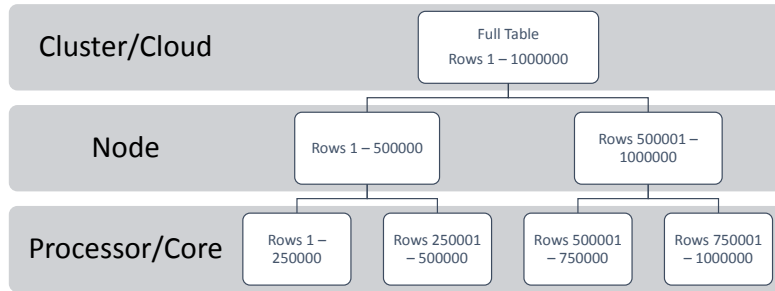 Cluster/Cloud
Full Table
Rows 1 – 1000000
Node
Rows 1 – 500000
Rows 500001 –
1000000
Processor/Core
Rows 1 –
250000
Rows 250001
– 500000
Rows 500001
– 750000
Rows 750001
– 1000000